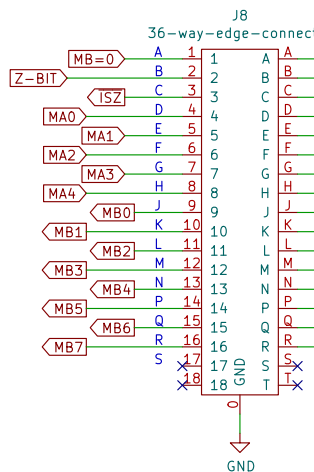 J8
36-way-edge-connect
MB=0 A 1 1 A A
Z-BIT B 2 2 B B
ISZ C 3 3 C C
MA0 D 4 4 D D
MA1 E 5 5 E E
MA2 F 6 6 F F
MA3 G 7 7 G G
MA4 H 8 8 H H
MB0 J 9 9 J J
MB1 K 10 10 K K
MB2 L 11 11 L L
MB3 M 12 12 M M
MB4 N 13 13 N N
MB5 P 14 14 P P
MB6 Q 15 15 Q Q
MB7 R 16 16 R R
S 17 17 S S
18 18 T T
GND
0
GND